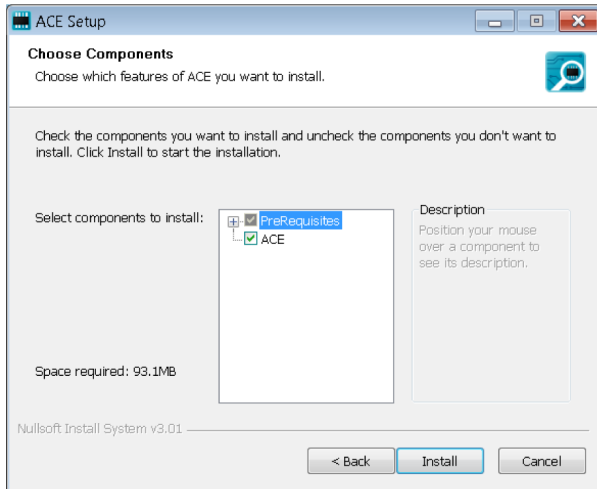 ACE Setup
Choose Components
Choose which features of ACE you want to install.
Check the components you want to install and uncheck the components you don't want to
install. Click Install to start the installation.
Select components to install:
PreRequisites
ACE
Description
Position your mouse
over a component to
see its description.
Space required: 93.1MB
Nullsoft Install System v3.01
< Back
Install
Cancel